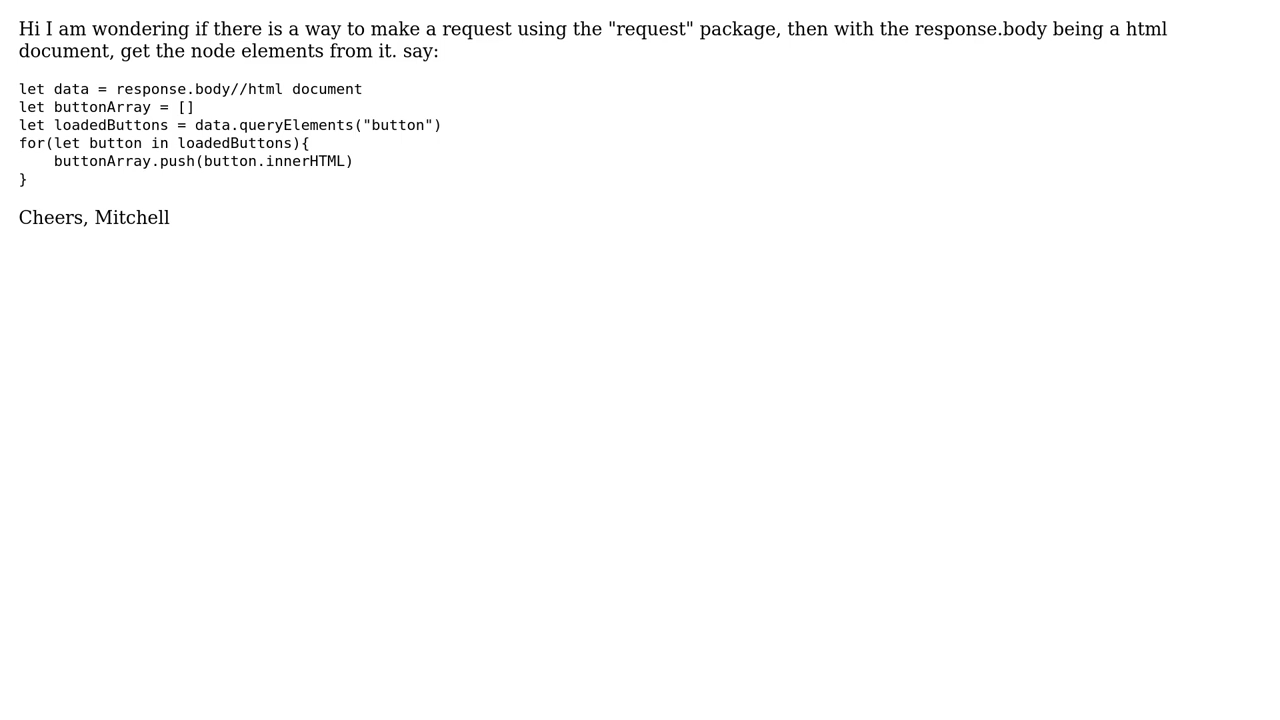 Hi I am wondering if there is a way to make a request using the "request" package, then with the response.body being a html
document, get the node elements from it. say:
let data = response.body//html document
let buttonArray = []
let loadedButtons = data.queryElements("button")
for(let button in loadedButtons){
    buttonArray.push(button.innerHTML)
}
Cheers, Mitchell